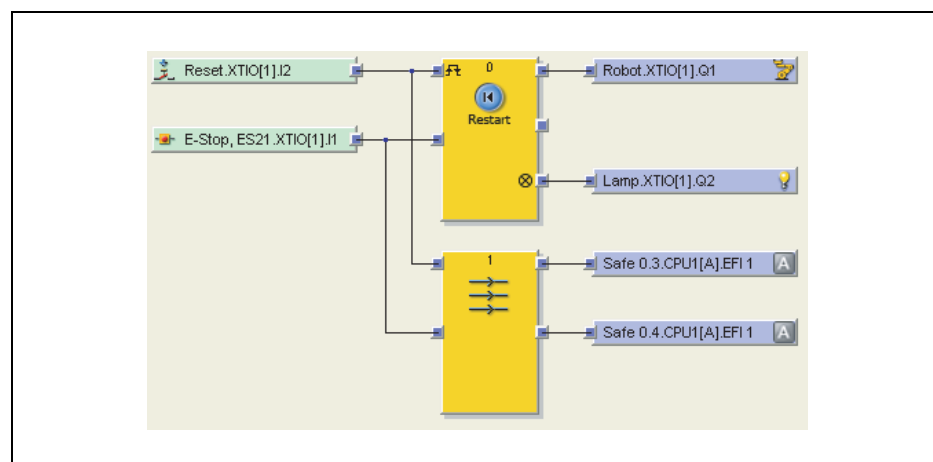 Reset.XTIO[1].I2
0
Robot.XTIO[1].Q1
Restart
E-Stop, ES21.XTIO[1].I1
Lamp.XTIO[1].Q2
1
Safe 0.3.CPU1[A].EFI 1 A
Safe 0.4.CPU1[A].EFI 1 A